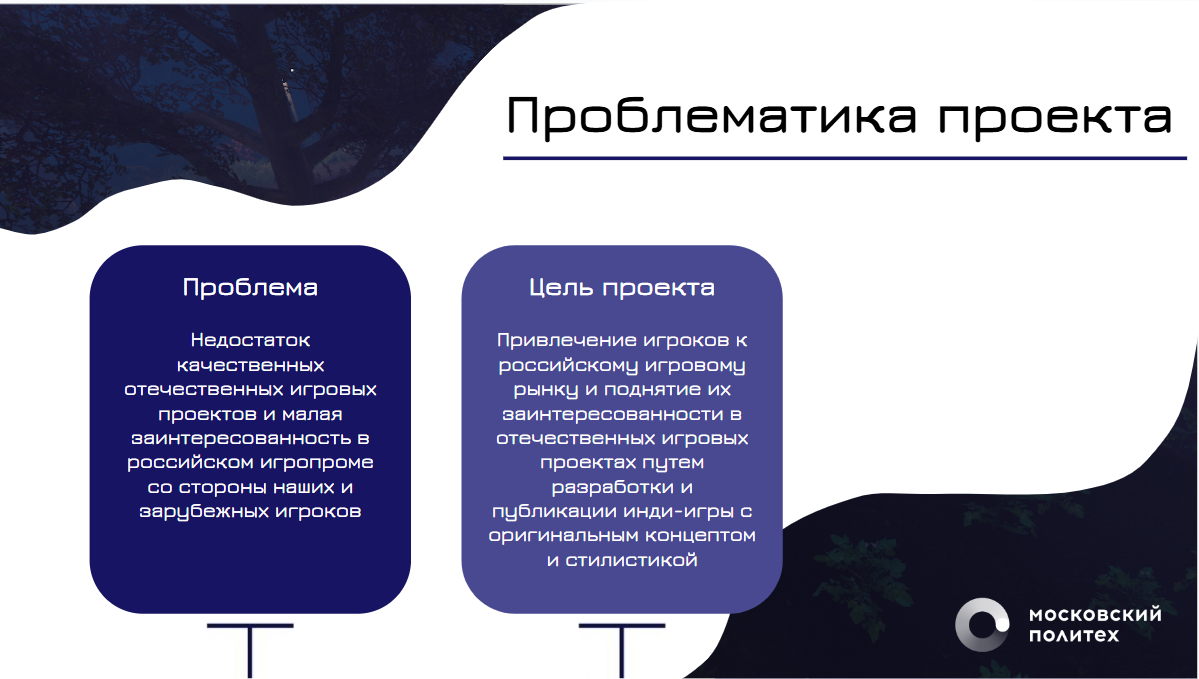 Проблематика проекта
Проблема
Недостаток
качественных
отечественных игровых
проектов и малая
заинтересованность в
российском игропроме
со стороны наших и
зарубежных игроков
Цель проекта
Привлечение игроков к
российскому игровому
рынку и поднятие их
заинтересованности в
отечественных игровых
проектах путем
разработки и
публикации инди-игры с
оригинальным концептом
и стилистикой
московский
политех